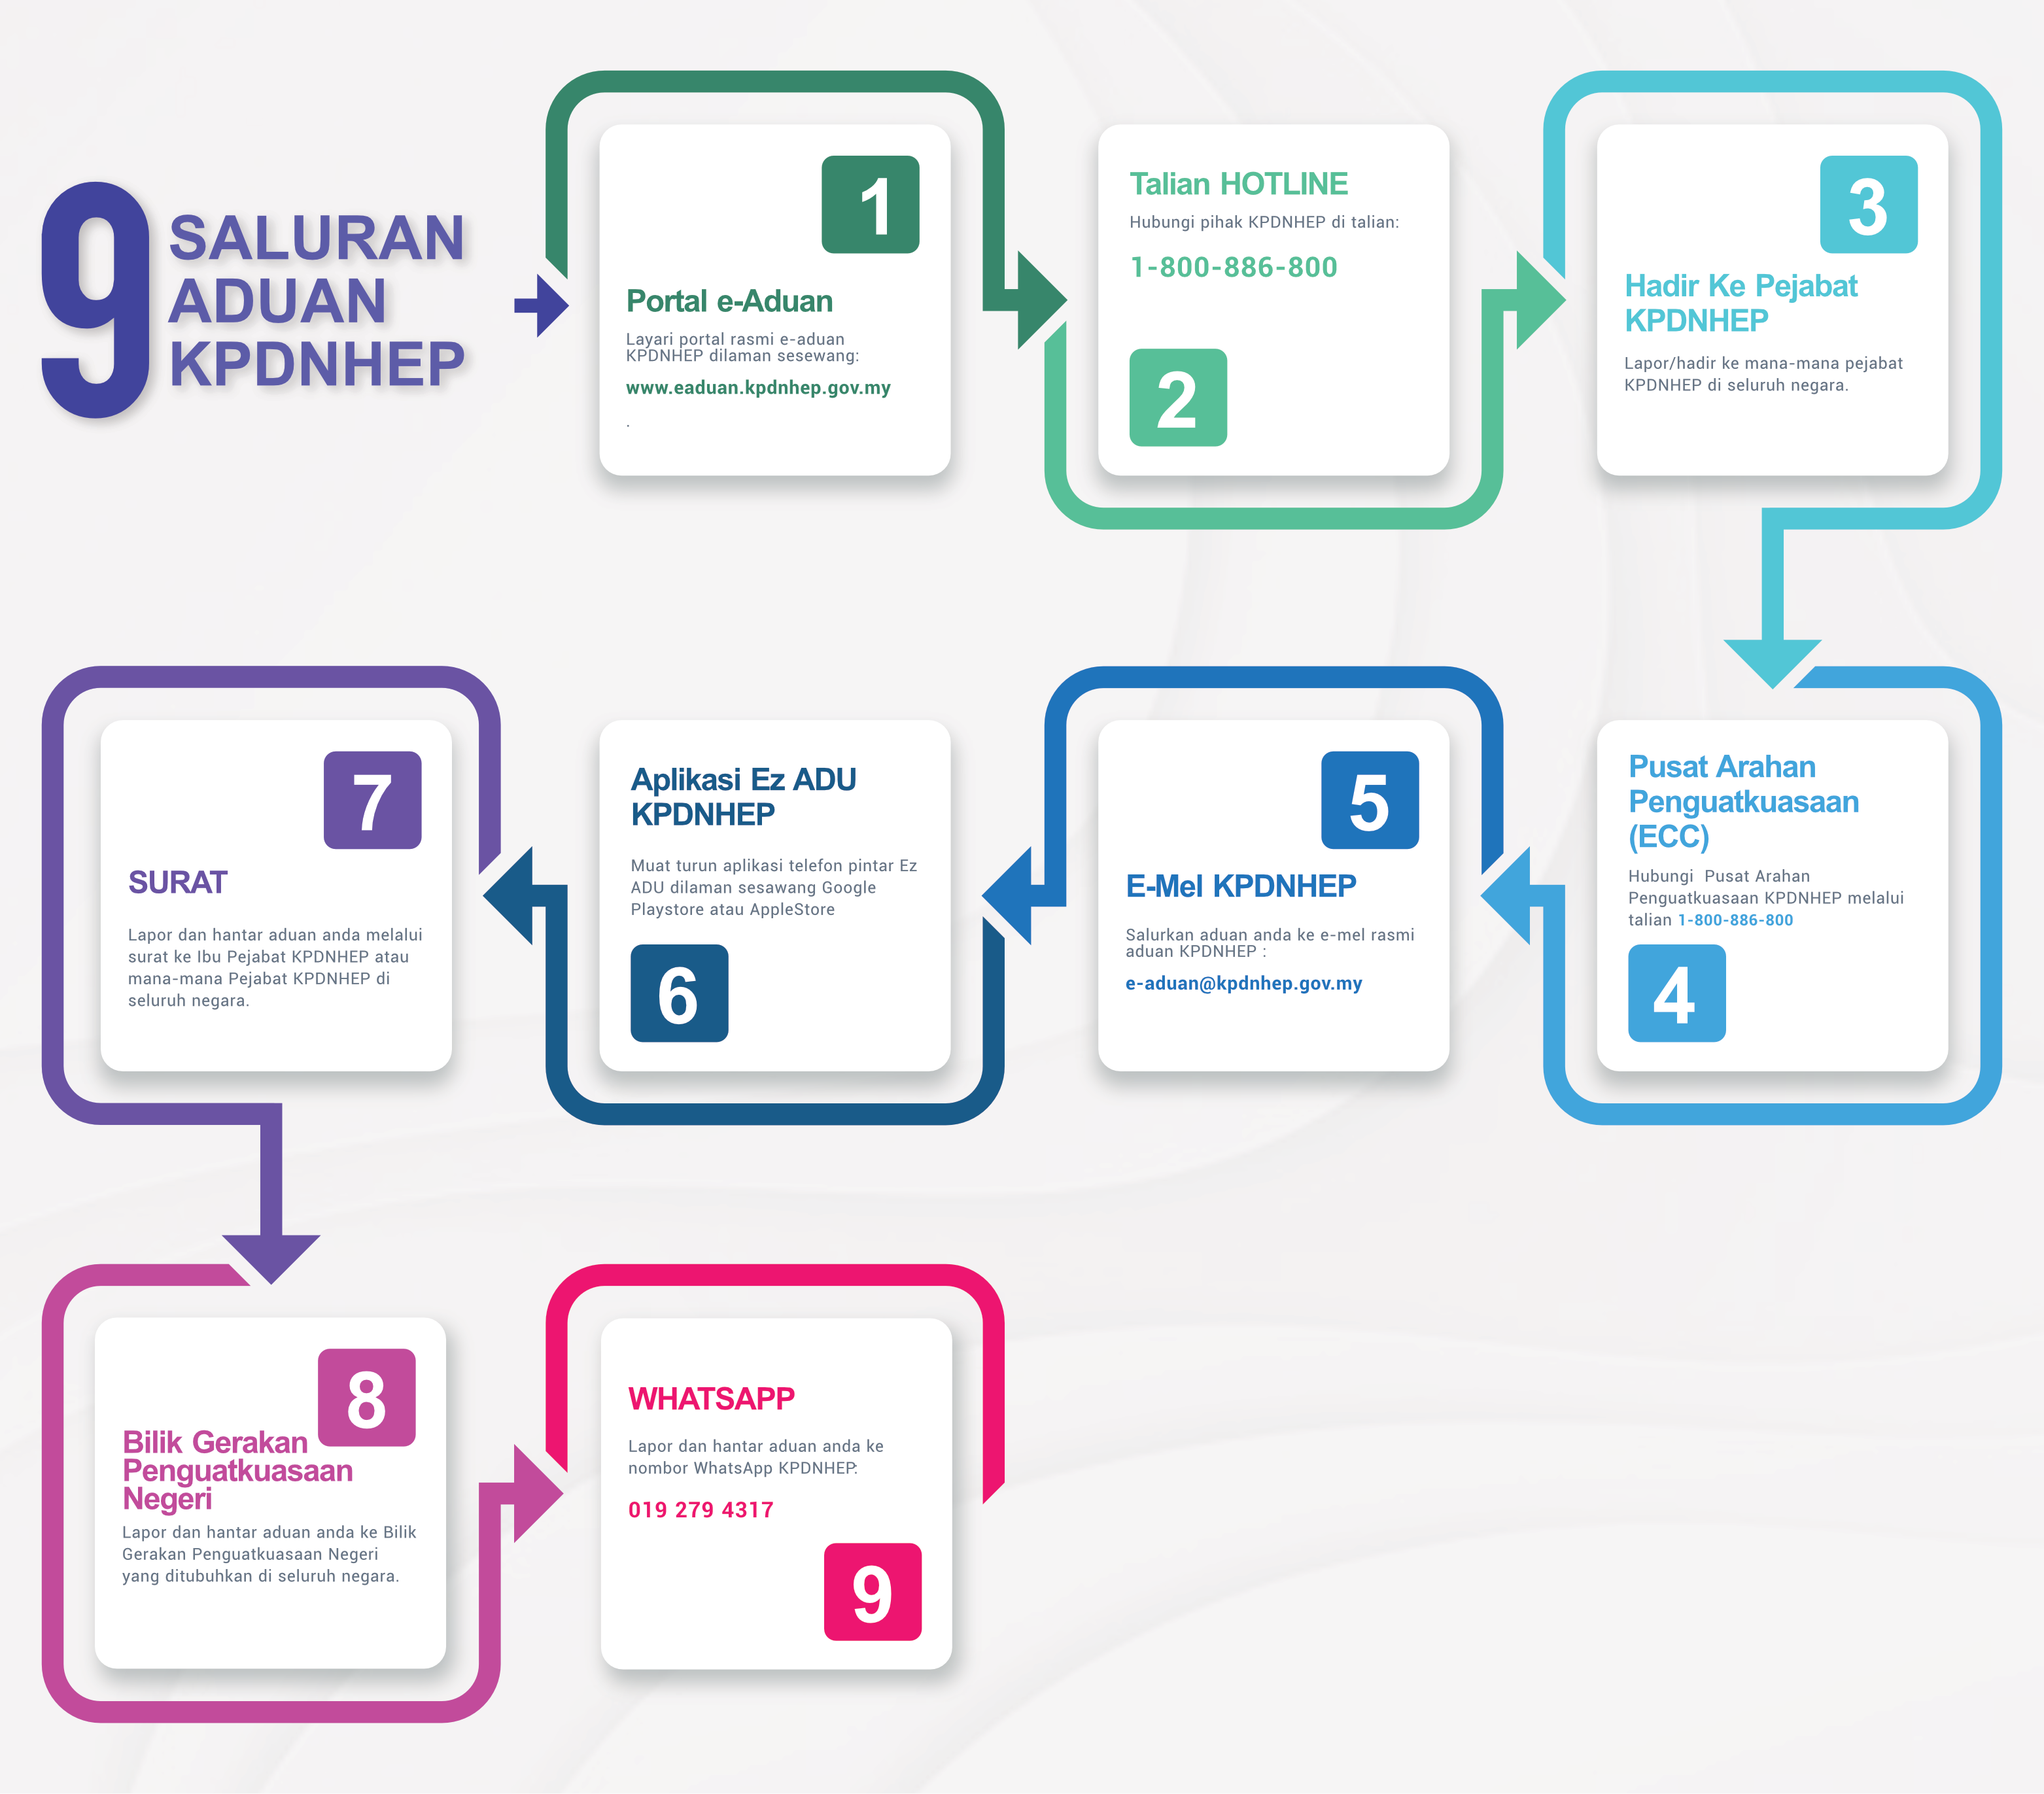 9
SALURAN
ADUAN
KPDNHEP
1
Portal e-Aduan
Layari portal rasmi e-aduan
KPDNHEP dilaman sesewang:
www.eaduan.kpdnhep.gov.my
.
Talian HOTLINE
Hubungi pihak KPDNHEP di talian:
1-800-886-800
2
3
Hadir Ke Pejabat
KPDNHEP
Lapor/hadir ke mana-mana pejabat
KPDNHEP di seluruh negara.
Pusat Arahan
Penguatkuasaan
(ECC)
Hubungi Pusat Arahan
Penguatkuasaan KPDNHEP melalui
talian 1-800-886-800
4
5
E-Mel KPDNHEP
Salurkan aduan anda ke e-mel rasmi
aduan KPDNHEP :
e-aduan@kpdnhep.gov.my
Aplikasi Ez ADU
KPDNHEP
Muat turun aplikasi telefon pintar Ez
ADU dilaman sesawang Google
Playstore atau AppleStore
6
7
SURAT
Lapor dan hantar aduan anda melalui
surat ke Ibu Pejabat KPDNHEP atau
mana-mana Pejabat KPDNHEP di
seluruh negara.
8
Bilik Gerakan
Penguatkuasaan
Negeri
Lapor dan hantar aduan anda ke Bilik
Gerakan Penguatkuasaan Negeri
yang ditubuhkan di seluruh negara.
WHATSAPP
Lapor dan hantar aduan anda ke
nombor WhatsApp KPDNHEP:
019 279 4317
9